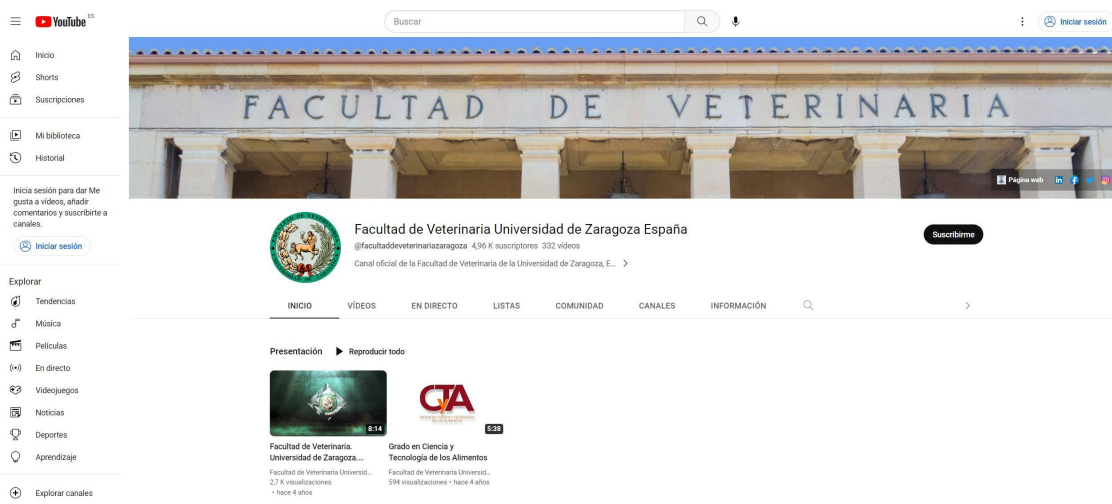 YouTube ES
Buscar
Iniciar sesión
Inicio
Shorts
Suscripciones
Mi biblioteca
Historial
Inicia sesión para dar Me
gusta a vídeos, añadir
comentarios y suscribirte a
canales.
Iniciar sesión
Explorar
Tendencias
Música
Películas
En directo
Videojuegos
Noticias
Deportes
Aprendizaje
Explorar canales
FACULTAD DE VETERINARIA
Página web
Facultad de Veterinaria Universidad de Zaragoza España
@facultaddeveterinariazaragoza 4,96 K suscriptores 332 vídeos
Canal oficial de la Facultad de Veterinaria de la Universidad de Zaragoza, E...
Suscribirme
INICIO VÍDEOS EN DIRECTO LISTAS COMUNIDAD CANALES INFORMACIÓN
Presentación Reproducir todo
8:14
Facultad de Veterinaria.
Universidad de Zaragoza....
Facultad de Veterinaria Universid...
2,7 K visualizaciones
• hace 4 años
CyTA
5:38
Grado en Ciencia y
Tecnología de los Alimentos
Facultad de Veterinaria Universid...
594 visualizaciones • hace 4 años